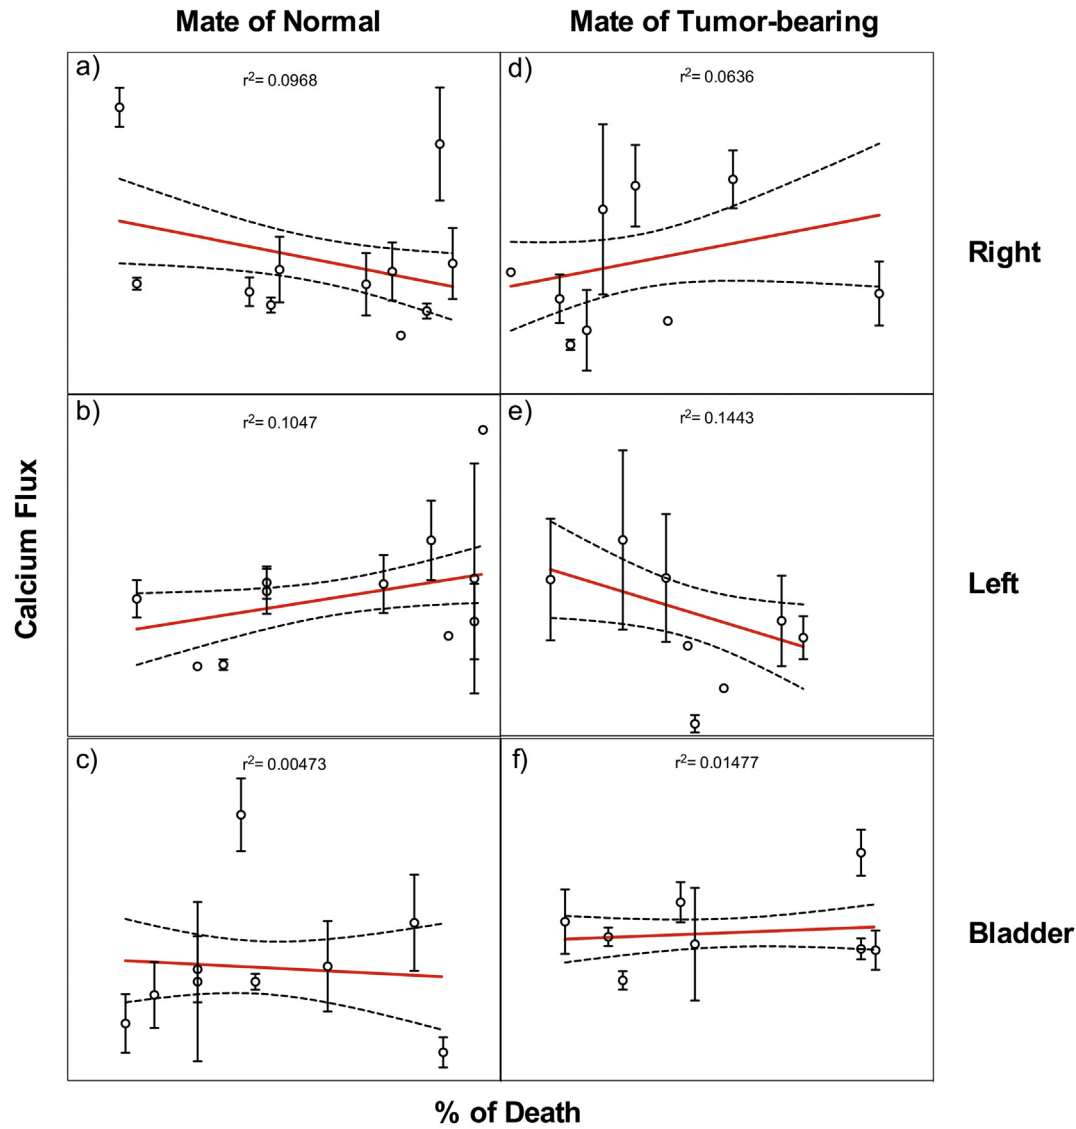 Mate of Normal
Mate of Tumor-bearing
a)
r²= 0.0968
d)
r²= 0.0636
Right
b)
r²= 0.1047
e)
r²= 0.1443
Left
Calcium Flux
c)
r²= 0.00473
f)
r²= 0.01477
Bladder
% of Death